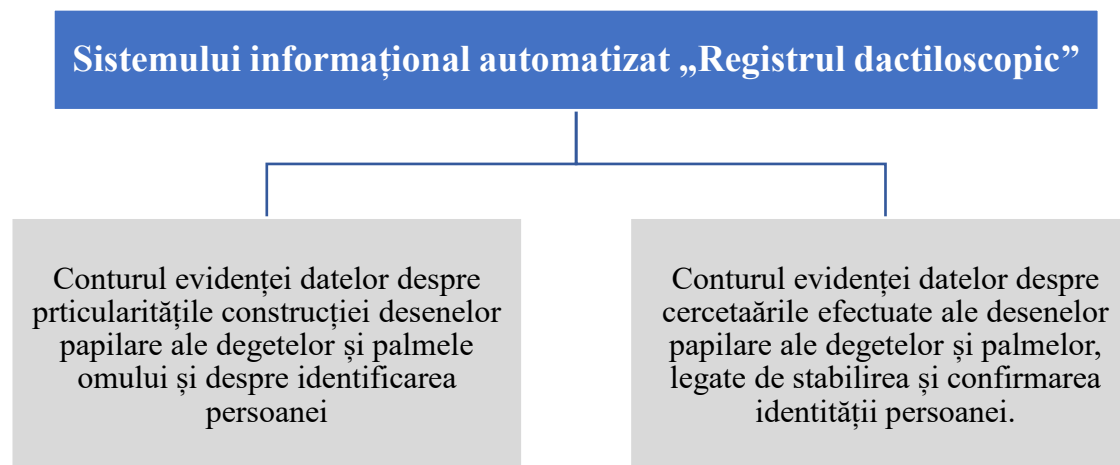 Sistemului informațional automatizat „Registrul dactiloscopic”
Conturul evidenței datelor despre
prticularitățile construcției desenelor
papilare ale degetelor și palmele
omului și despre identificarea
persoanei
Conturul evidenței datelor despre
cercetaările efectuate ale desenelor
papilare ale degetelor și palmelor,
legate de stabilirea și confirmarea
identității persoanei.